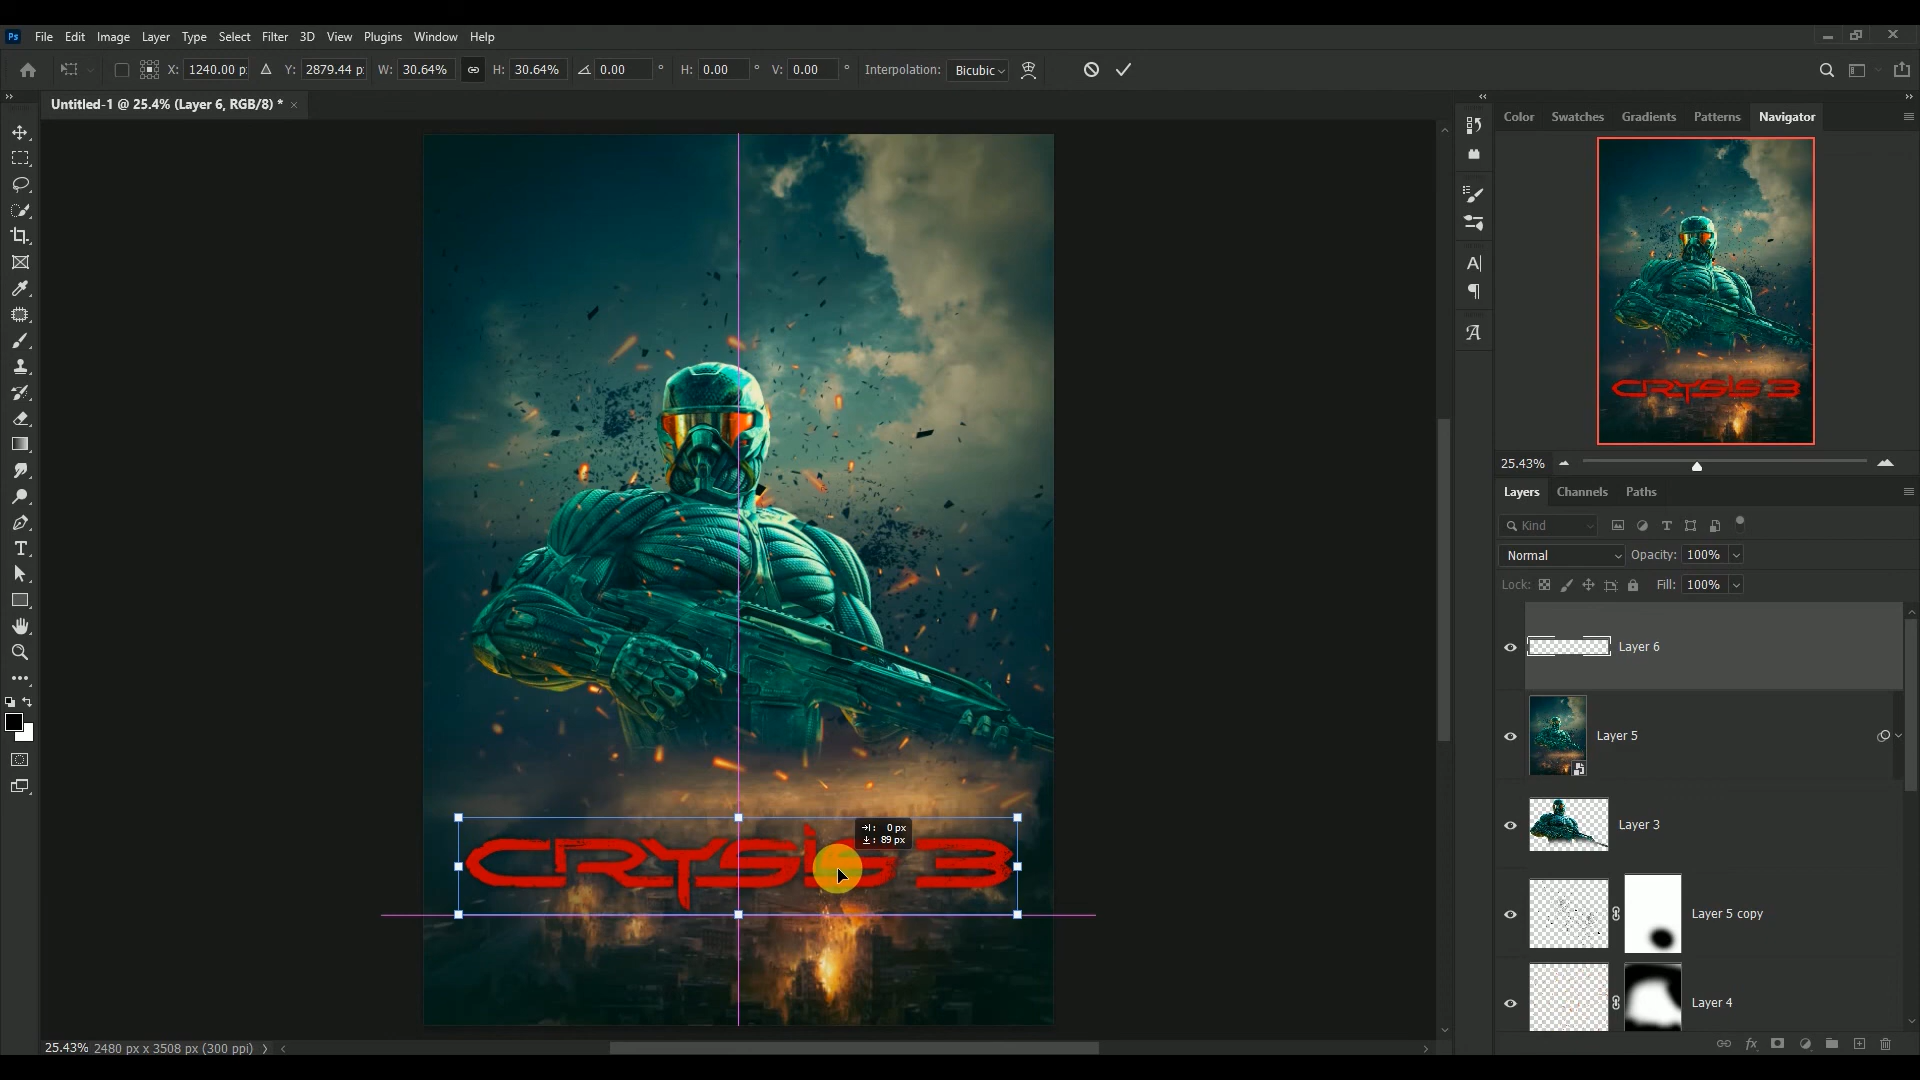 Ps File Edit Image Layer Type Select Filter 3D View Plugins Window Help
X: 1240.00 p Y: 2879.44 p W: 30.64% H: 30.64% 0.00 ° H: 0.00 ° V: 0.00 ° Interpolation: Bicubic
Untitled-1 @ 25.4% (Layer 6, RGB/8) * ×
Color Swatches Gradients Patterns Navigator
CRYSIS 3
25.43%
Layers Channels Paths
Kind
Normal Opacity: 100%
Lock: Fill: 100%
Layer 6
Layer 5
Layer 3
Layer 5 copy
Layer 4
: 0 px
: 89 px
CRYSIS 3
25.43% 2480 px x 3508 px (300 ppi)